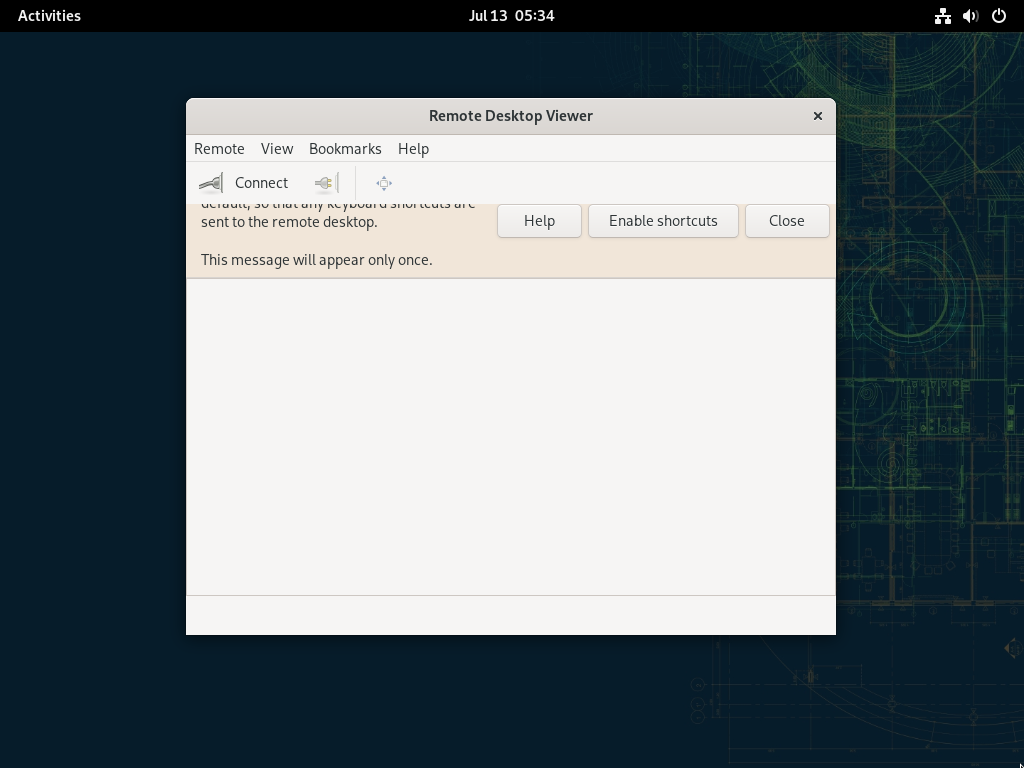 Activities
Jul 13  05:34
Remote Desktop Viewer
Remote View Bookmarks Help
Connect
default, so that any keyboard shortcuts are
sent to the remote desktop.
Help
Enable shortcuts
Close
This message will appear only once.